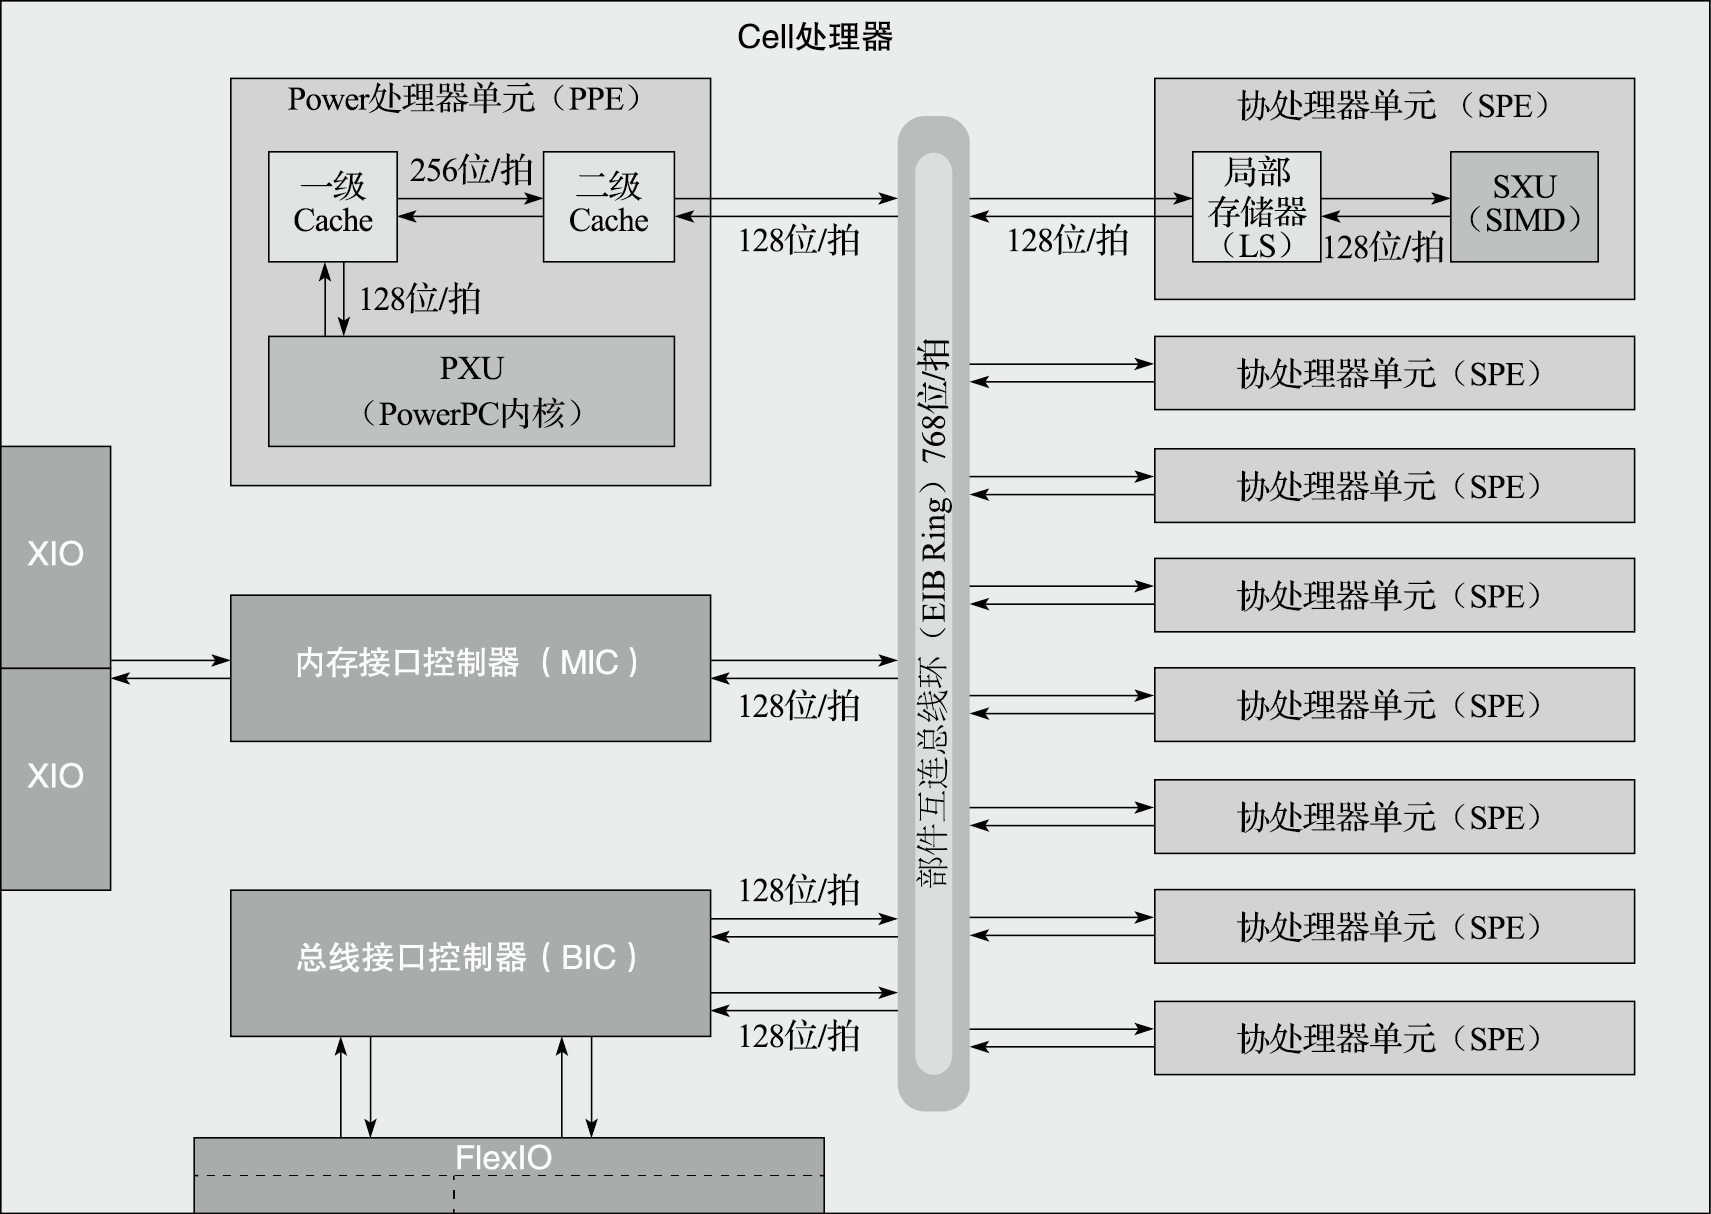 Cell处理器
Power处理器单元（PPE）
一级
Cache
256位/拍
二级
Cache
128位/拍
PXU
（PowerPC内核）
128位/拍
部件互连总线环（EIB Ring）768位/拍
128位/拍
协处理器单元 （SPE）
局部
存储器
（LS）
128位/拍
SXU
（SIMD）
协处理器单元（SPE）
协处理器单元（SPE）
协处理器单元（SPE）
协处理器单元（SPE）
协处理器单元（SPE）
协处理器单元（SPE）
协处理器单元（SPE）
XIO
XIO
内存接口控制器（MIC）
128位/拍
总线接口控制器（BIC）
128位/拍
128位/拍
FlexIO